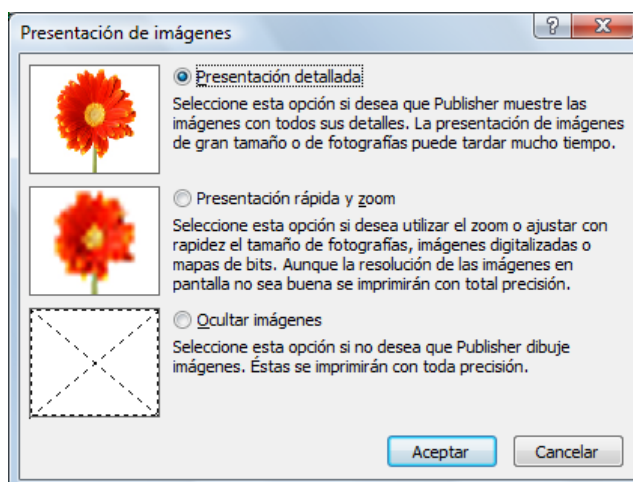 Presentación de imágenes
Presentación detallada
Seleccione esta opción si desea que Publisher muestre las
imágenes con todos sus detalles. La presentación de imágenes
de gran tamaño o de fotografías puede tardar mucho tiempo.
Presentación rápida y zoom
Seleccione esta opción si desea utilizar el zoom o ajustar con
rapidez el tamaño de fotografías, imágenes digitalizadas o
mapas de bits. Aunque la resolución de las imágenes en
pantalla no sea buena se imprimirán con total precisión.
Ocultar imágenes
Seleccione esta opción si no desea que Publisher dibuje
imágenes. Éstas se imprimirán con toda precisión.
Aceptar Cancelar